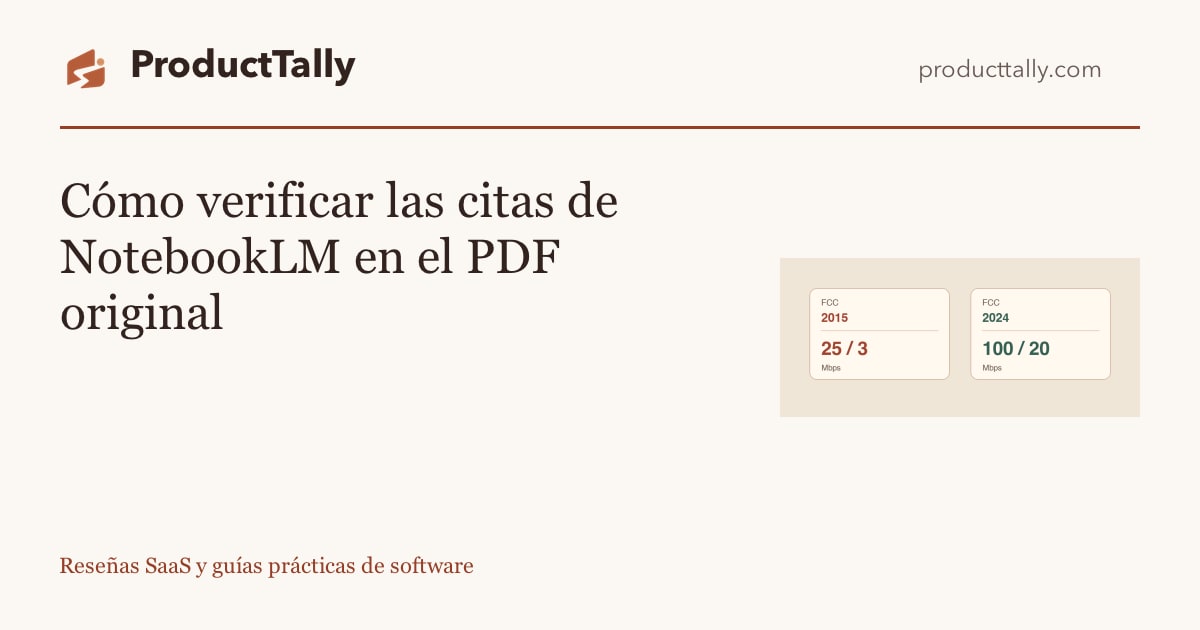 ProductTally
producttally.com
Cómo verificar las citas de
NotebookLM en el PDF
original
FCC
2015
25 / 3
Mbps
FCC
2024
100 / 20
Mbps
Reseñas SaaS y guías prácticas de software